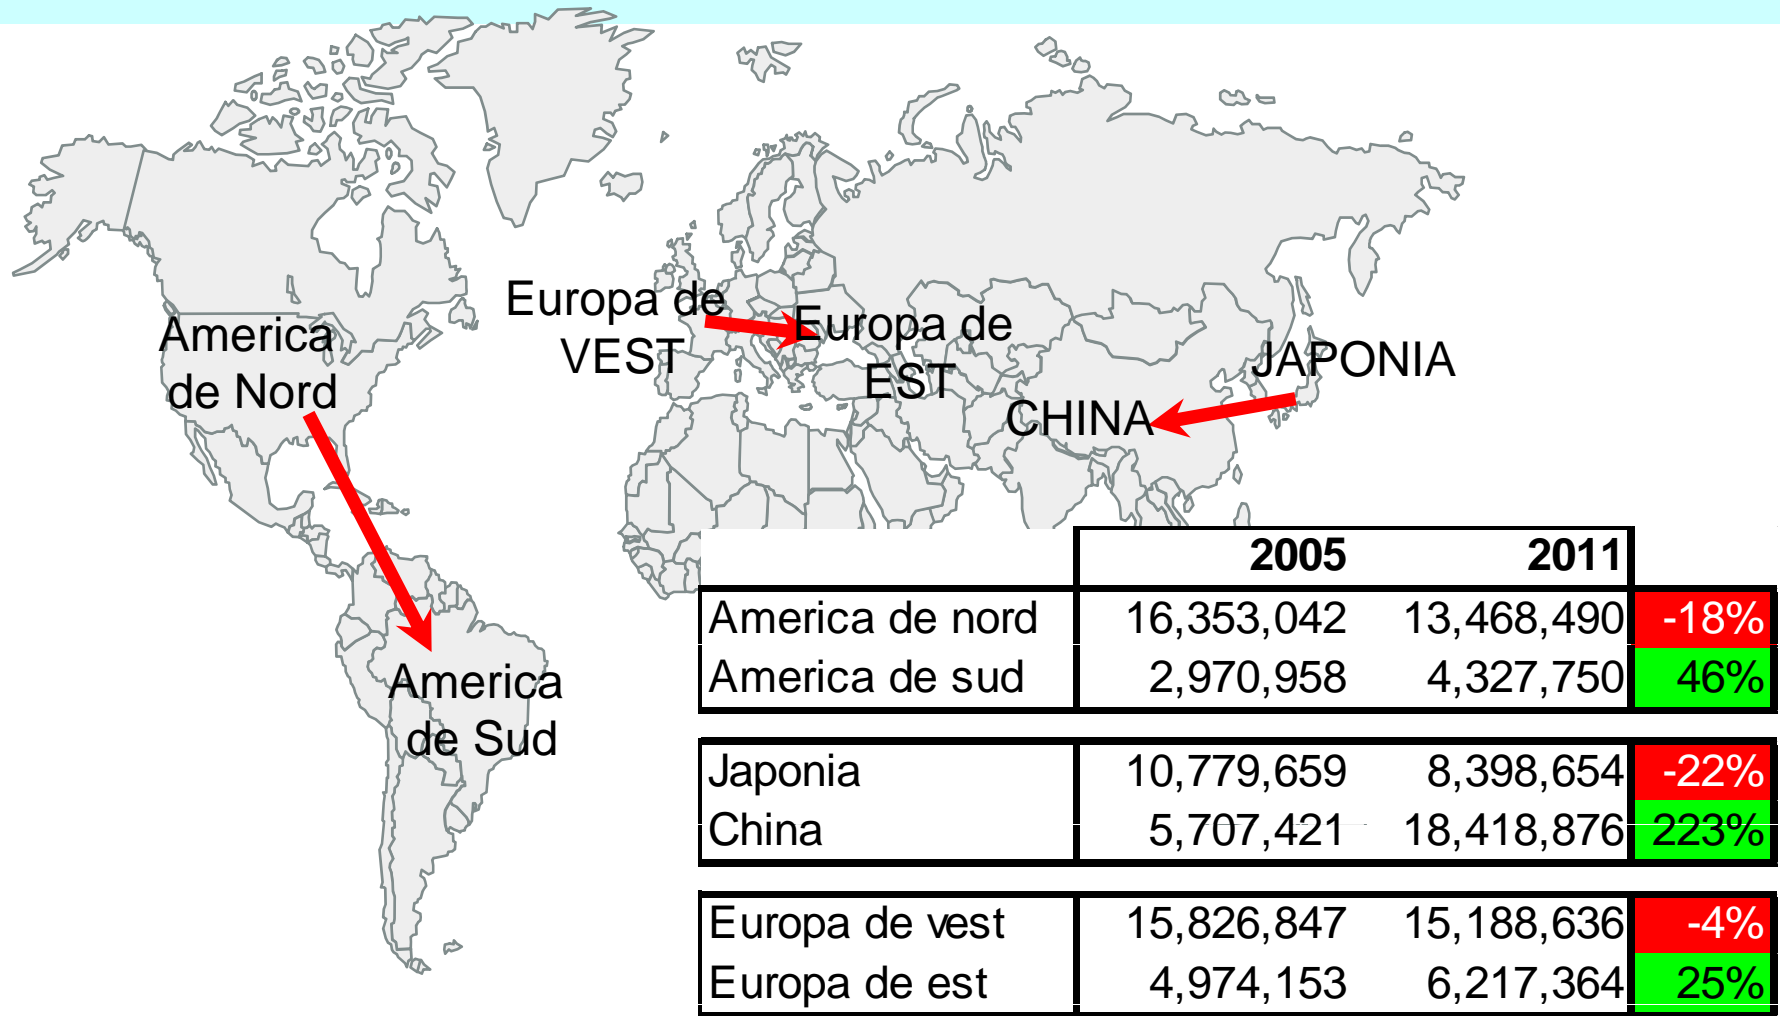 America
de Nord
Europa de
VEST
Europa de
EST
JAPONIA
CHINA
America
de Sud
2005 2011
America de nord 16,353,042 13,468,490 -18%
America de sud 2,970,958 4,327,750 46%
Japonia 10,779,659 8,398,654 -22%
China 5,707,421 18,418,876 223%
Europa de vest 15,826,847 15,188,636 -4%
Europa de est 4,974,153 6,217,364 25%